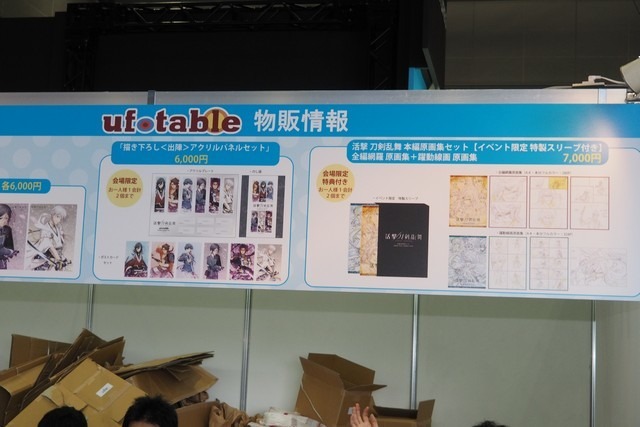 ufotable 物販情報
各6,000円
「描き下ろし<出陣>アクリルパネルセット」
6,000円
会場限定
お一人様1会計
2個まで
活撃 刀剣乱舞 本編原画集セット【イベント限定 特製スリーブ付き】
全編網羅 原画集+躍動線画 原画集
7,000円
会場限定
特典付き
お一人様1会計
2個まで
活撃刀剣乱舞